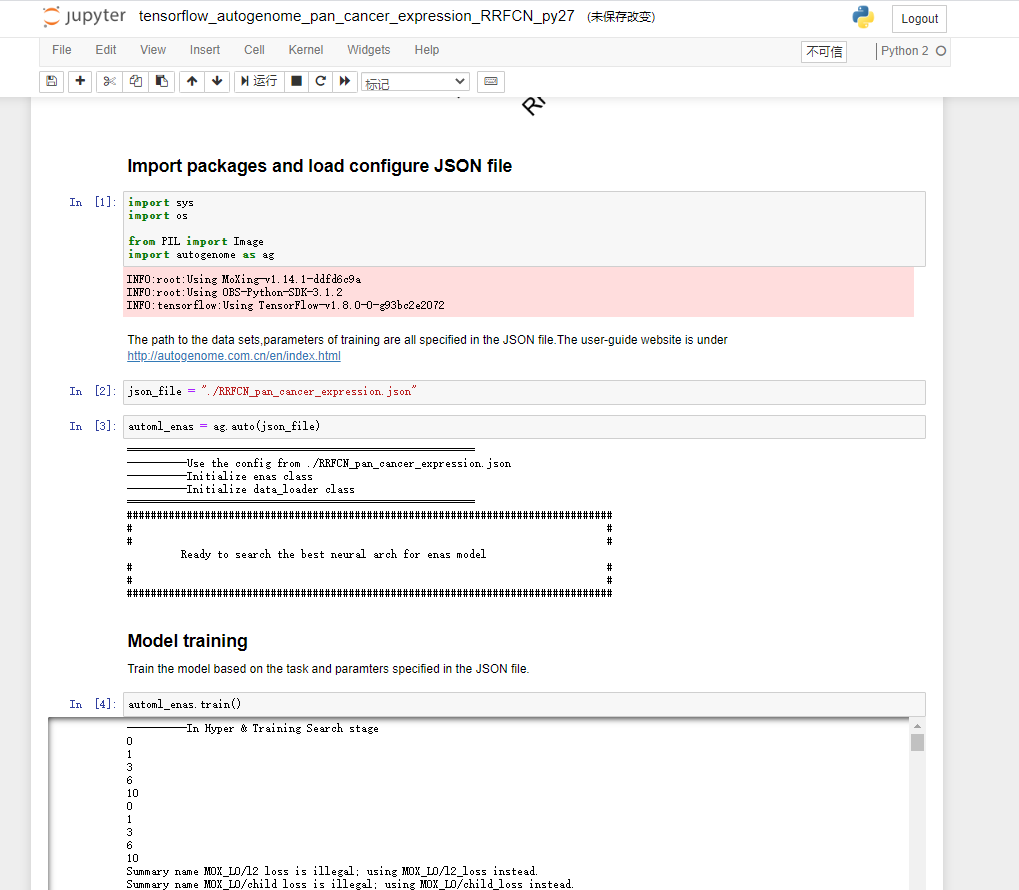 jupyter tensorflow_autogenome_pan_cancer_expression_RRFCN_py27 (未保存改变) Logout
File Edit View Insert Cell Kernel Widgets Help 不可信 Python 2
运行 标记
Import packages and load configure JSON file
In [1]: import sys
import os
from PIL import Image
import autogenome as ag
INFO:root:Using MoXing-v1.14.1-ddfd6c9a
INFO:root:Using OBS-Python-SDK-3.1.2
INFO:tensorflow:Using TensorFlow-v1.8.0-0-g93bc2e2072
The path to the data sets,parameters of training are all specified in the JSON file.The user-guide website is under
http://autogenome.com.cn/en/index.html
In [2]: json_file = "./RRFCN_pan_cancer_expression.json"
In [3]: automl_enas = ag.auto(json_file)
==========================================================
----------Use the config from ./RRFCN_pan_cancer_expression.json
----------Initialize enas class
----------Initialize data_loader class
==========================================================
#################################################################################
# #
# #
Ready to search the best neural arch for enas model
# #
# #
#################################################################################
Model training
Train the model based on the task and paramters specified in the JSON file.
In [4]: automl_enas.train()
----------In Hyper & Training Search stage
0
1
3
6
10
0
1
3
6
10
Summary name MOX_LO/l2 loss is illegal; using MOX_LO/l2_loss instead.
Summary name MOX_LO/child loss is illegal; using MOX_LO/child_loss instead.